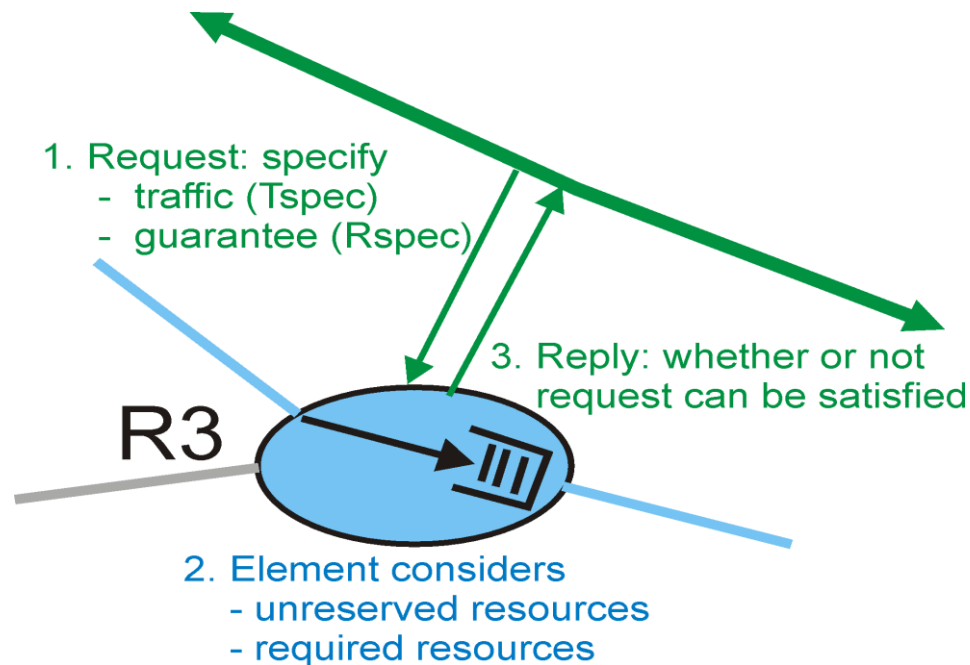 1. Request: specify
- traffic (Tspec)
- guarantee (Rspec)
3. Reply: whether or not
request can be satisfied
R3
2. Element considers
- unreserved resources
- required resources